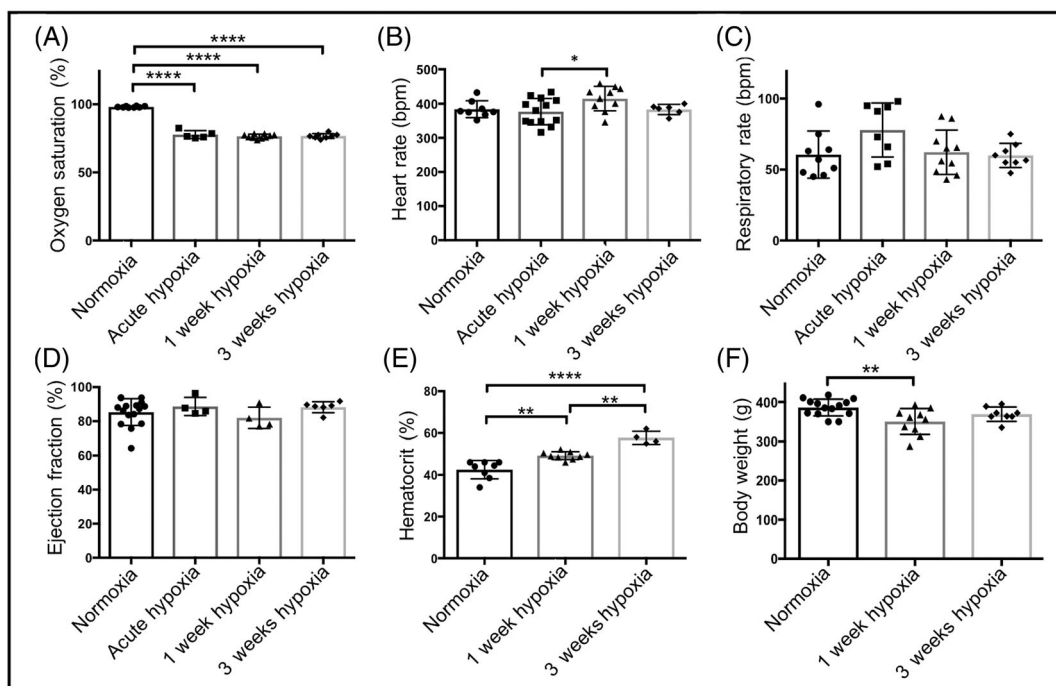 (A)
Oxygen saturation (%)
100
50
0
****
****
****
Normoxia
Acute hypoxia
1 week hypoxia
3 weeks hypoxia
(B)
Heart rate (bpm)
500
400
300
200
100
0
*
Normoxia
Acute hypoxia
1 week hypoxia
3 weeks hypoxia
(C)
Respiratory rate (bpm)
100
50
0
Normoxia
Acute hypoxia
1 week hypoxia
3 weeks hypoxia
(D)
Ejection fraction (%)
100
80
60
40
20
0
Normoxia
Acute hypoxia
1 week hypoxia
3 weeks hypoxia
(E)
Hematocrit (%)
80
60
40
20
0
****
**
**
Normoxia
1 week hypoxia
3 weeks hypoxia
(F)
Body weight (g)
400
300
200
100
0
**
Normoxia
1 week hypoxia
3 weeks hypoxia